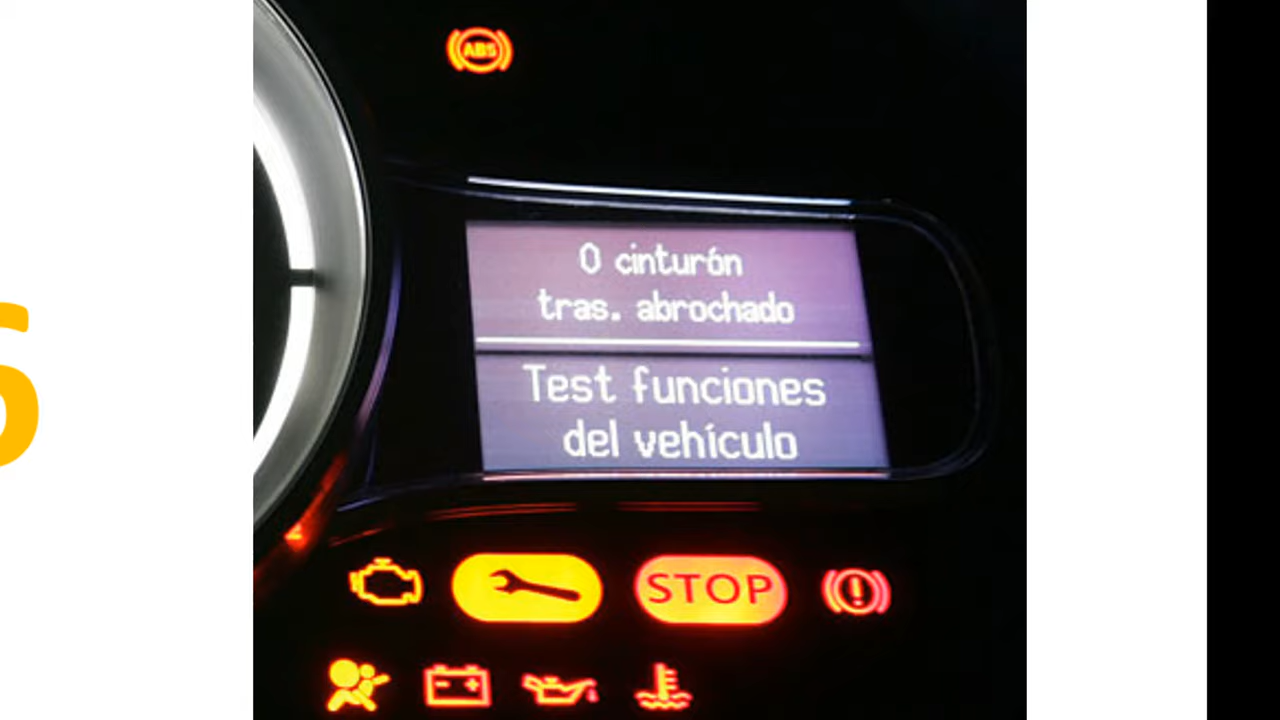 ABS
0 cinturón
tras. abrochado
Test funciones
del vehículo
STOP